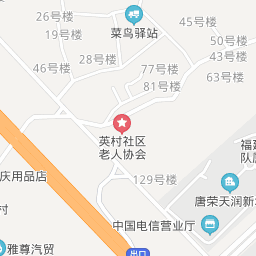 26号楼
菜鸟驿站
45号楼
19号楼
50号楼
28号楼
43号楼
46号楼
77号楼
63号楼
81号楼
英村社区
老人协会
福建
队
庆用品店
129号楼
村
唐荣天润新
中国电信营业厅
雅尊汽贸
出口